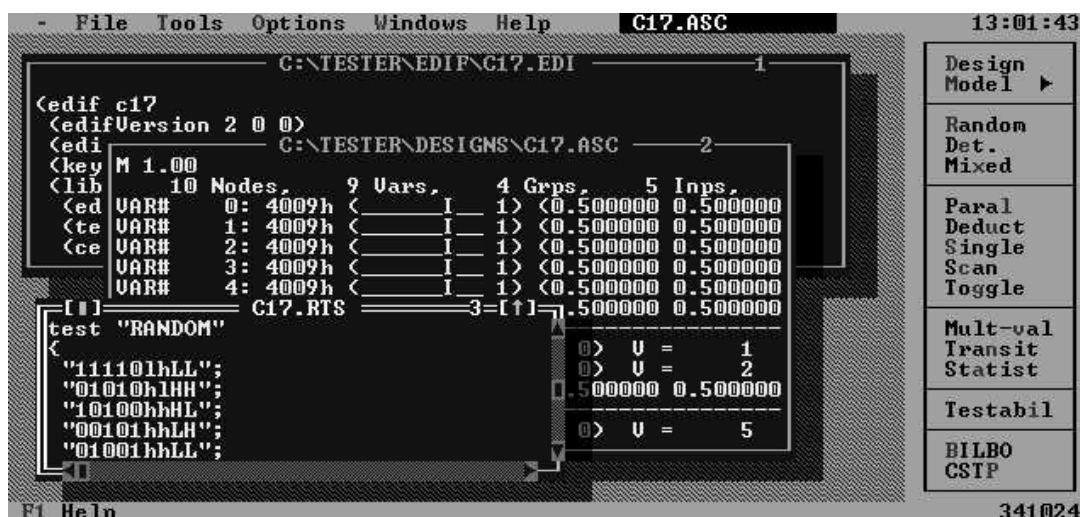 - File Tools Options Windows Help C17.ASC 13:01:43
C:\TESTER\EDIF\C17.EDI 1
(edif c17
(edifVersion 2 0 0)
(edi
(key
(lib
(ed
(te
(ce
C:\TESTER\DESIGNS\C17.ASC 2
M 1.00
10 Nodes, 9 Vars, 4 Grps, 5 Inps,
VAR# 0: 4009h (______I__ 1) (0.500000 0.500000
VAR# 1: 4009h (______I__ 1) (0.500000 0.500000
VAR# 2: 4009h (______I__ 1) (0.500000 0.500000
VAR# 3: 4009h (______I__ 1) (0.500000 0.500000
VAR# 4: 4009h (______I__ 1) (0.500000 0.500000
.500000 0.500000
0) V = 1
0) V = 2
.500000 0.500000
0) V = 5
C17.RTS 3=[↑]
test "RANDOM"
{
"11110lhLL";
"01010hlHH";
"10100hhHL";
"00101hhLH";
"01001hhLL";
Design
Model ►
Random
Det.
Mixed
Paral
Deduct
Single
Scan
Toggle
Mult-val
Transit
Statist
Testabil
BILBO
CSTP
F1 Help 341024